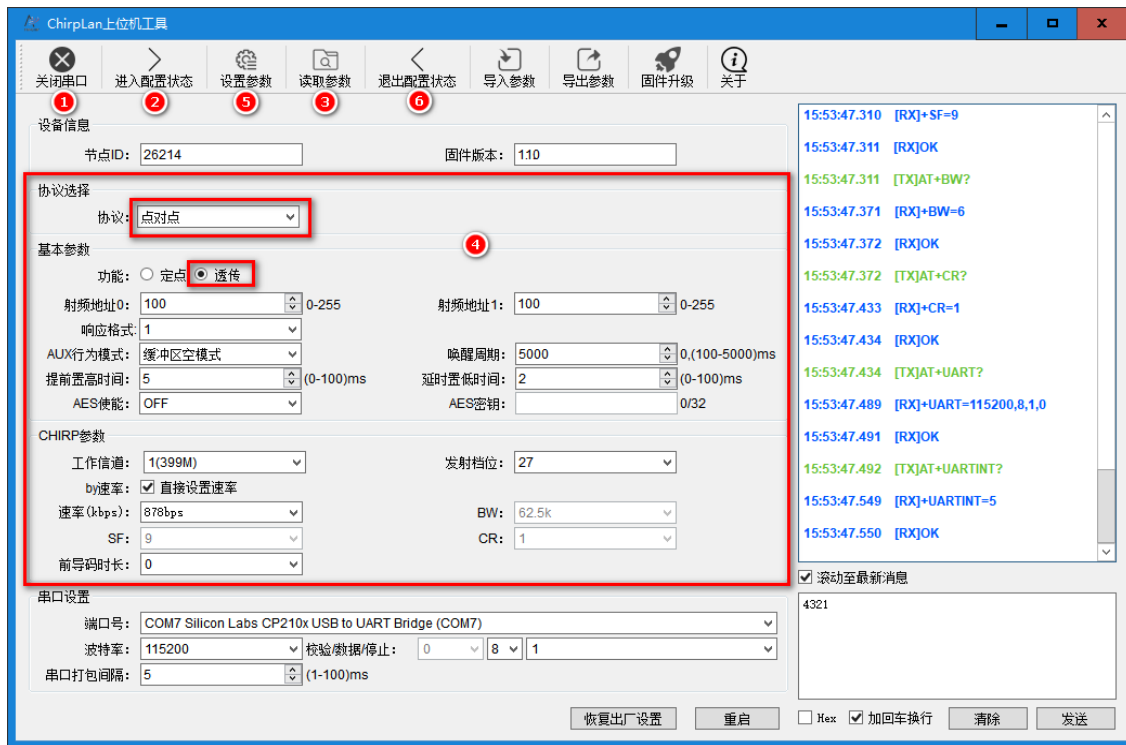 ChirpLan上位机工具
关闭串口 进入配置状态 设置参数 读取参数 退出配置状态 导入参数 导出参数 固件升级 关于
1 2 5 3 6
设备信息
节点ID: 26214 固件版本: 1.10
协议选择
协议: 点对点
4
基本参数
功能: 定点 透传
射频地址0: 100 0-255 射频地址1: 100 0-255
响应格式: 1
AUX行为模式: 缓冲区空模式 唤醒周期: 5000 0,(100-5000)ms
提前置高时间: 5 (0-100)ms 延时置低时间: 2 (0-100)ms
AES使能: OFF AES密钥: 0/32
CHIRP参数
工作信道: 1(399M) 发射档位: 27
by速率: 直接设置速率
速率(kbps): 878bps BW: 62.5k
SF: 9 CR: 1
前导码时长: 0
串口设置
端口号: COM7 Silicon Labs CP210x USB to UART Bridge (COM7)
波特率: 115200 校验/数据/停止: 0 8 1
串口打包间隔: 5 (1-100)ms
恢复出厂设置 重启
15:53:47.310 [RX]+SF=9
15:53:47.311 [RX]OK
15:53:47.311 [TX]AT+BW?
15:53:47.371 [RX]+BW=6
15:53:47.372 [RX]OK
15:53:47.372 [TX]AT+CR?
15:53:47.433 [RX]+CR=1
15:53:47.434 [RX]OK
15:53:47.434 [TX]AT+UART?
15:53:47.489 [RX]+UART=115200,8,1,0
15:53:47.491 [RX]OK
15:53:47.492 [TX]AT+UARTINT?
15:53:47.549 [RX]+UARTINT=5
15:53:47.550 [RX]OK
滚动至最新消息
4321
Hex 加回车换行 清除 发送